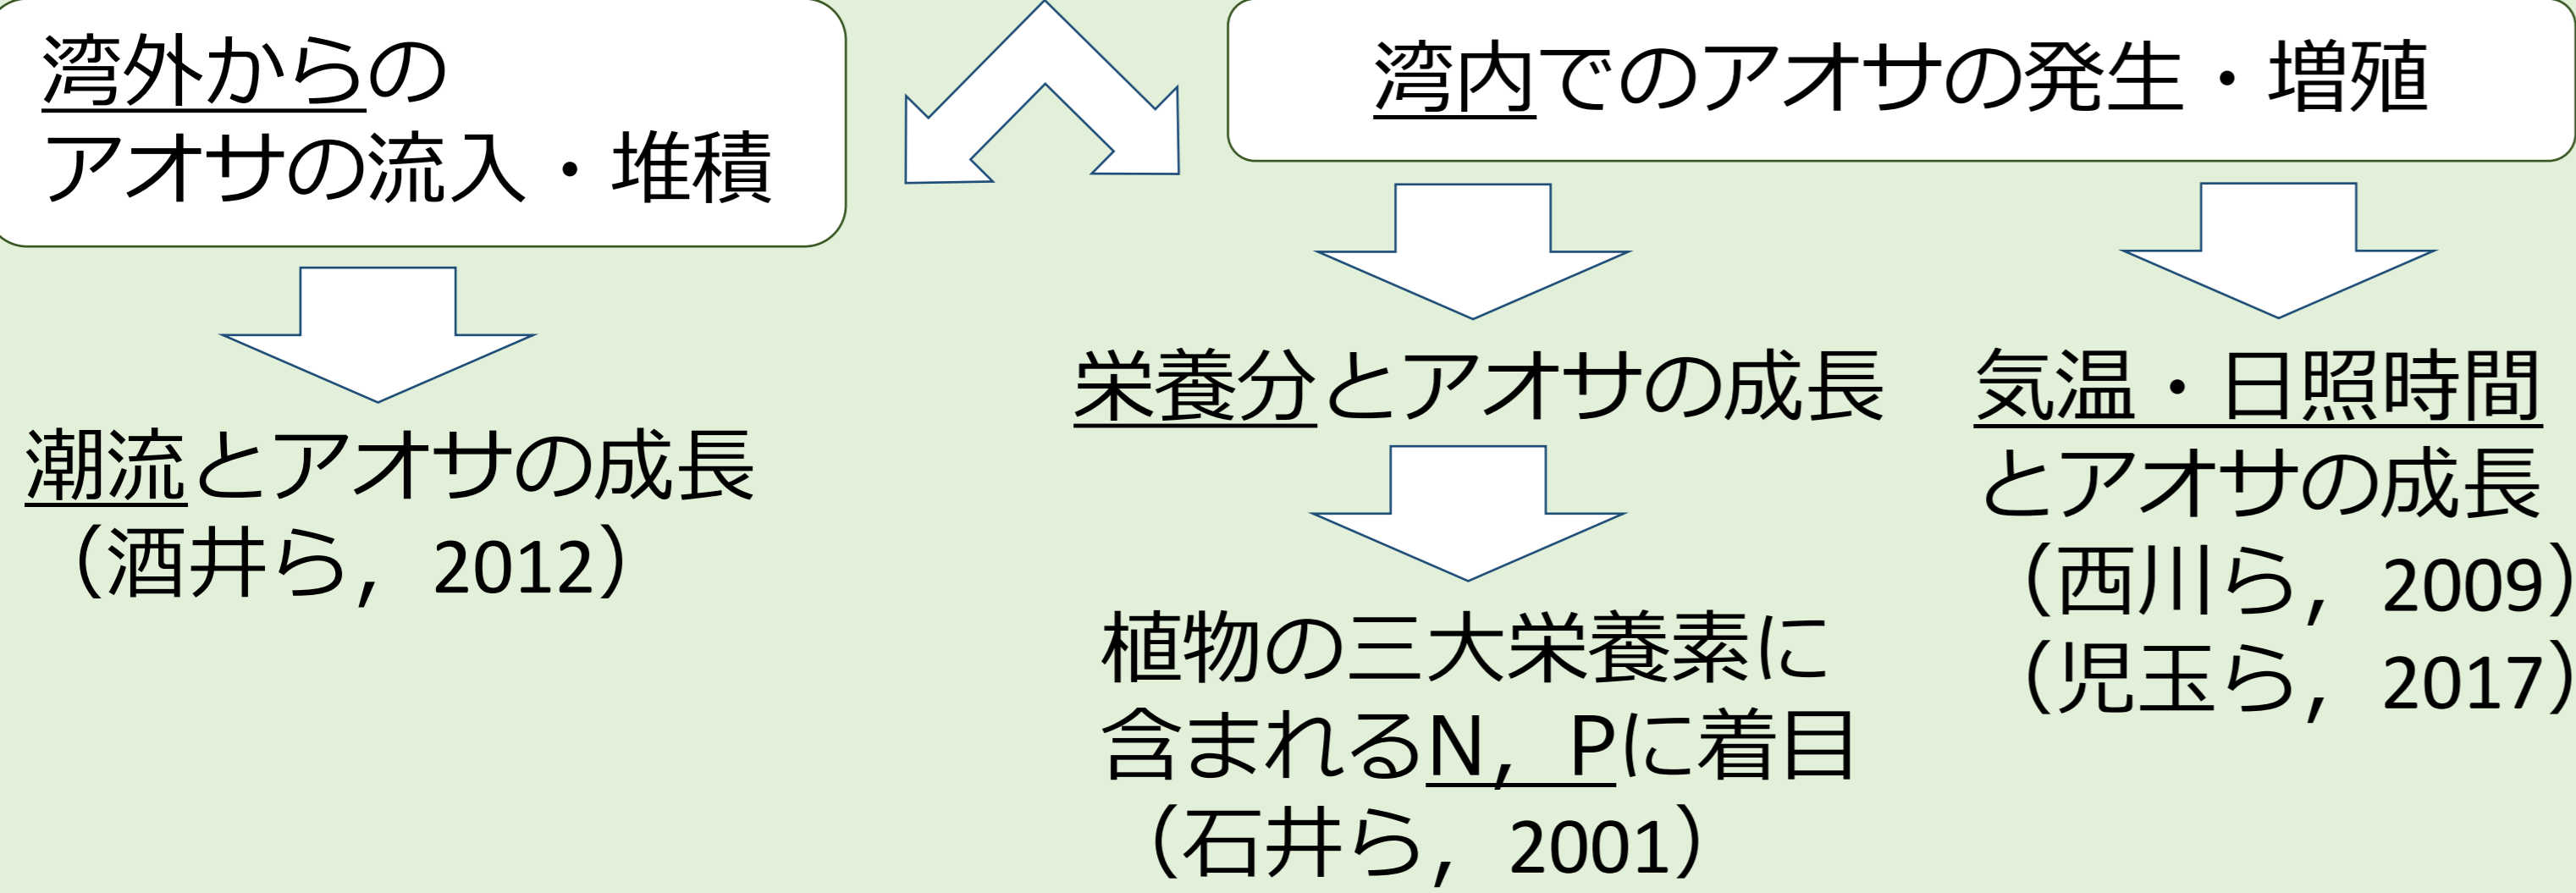 湾外からの
アオサの流入・堆積
湾内でのアオサの発生・増殖
潮流とアオサの成長
（酒井ら，2012）
栄養分とアオサの成長
植物の三大栄養素に
含まれるN，Pに着目
（石井ら，2001）
気温・日照時間
とアオサの成長
（西川ら，2009）
（児玉ら，2017）